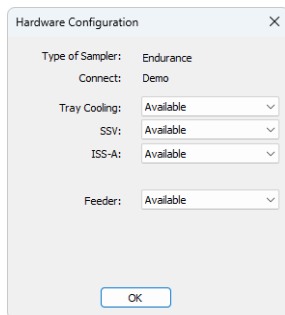 Hardware Configuration
Type of Sampler: Endurance
Connect: Demo
Tray Cooling: Available
SSV: Available
ISS-A: Available
Feeder: Available
OK